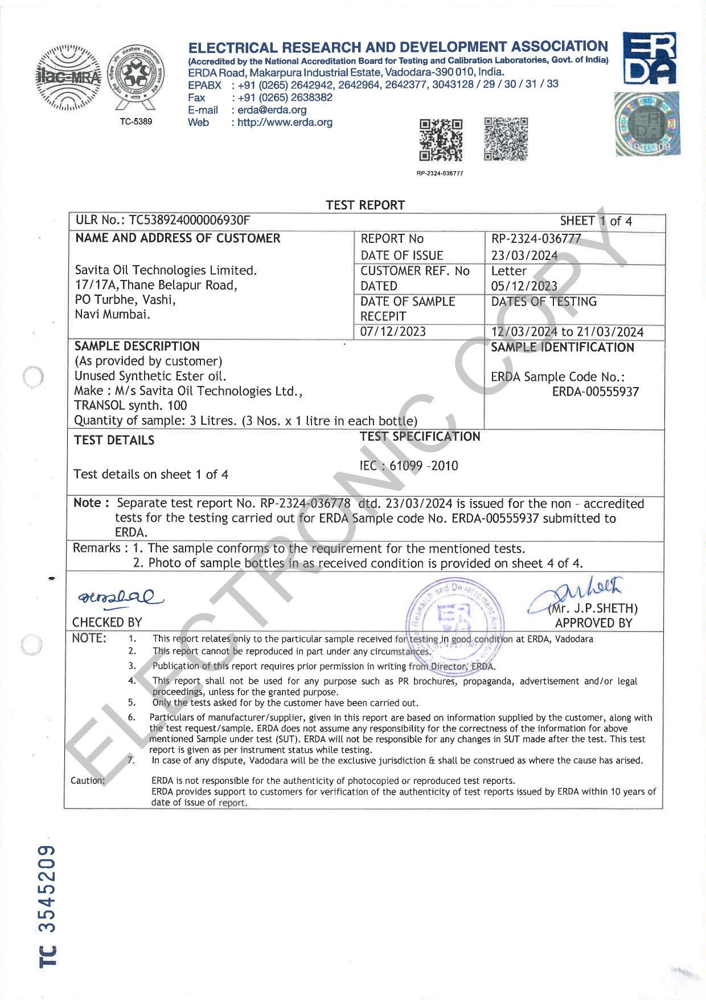 ELECTRICAL RESEARCH AND DEVELOPMENT ASSOCIATION
(Accredited by the National Accreditation Board for Testing and Calibration Laboratories, Govt. of India)
ERDA Road, Makarpura Industrial Estate, Vadodara-390 010, India.
EPABX : +91 (0265) 2642942, 2642964, 2642377, 3043128 / 29 / 30 / 31 / 33
Fax : +91 (0265) 2638382
E-mail : erda@erda.org
Web : http://www.erda.org
ilac-MRA
TC-5389
ERDA
RP-2324-036777
TEST REPORT
ULR No.: TC538924000006930F SHEET 1 of 4
NAME AND ADDRESS OF CUSTOMER
Savita Oil Technologies Limited.
17/17A,Thane Belapur Road,
PO Turbhe, Vashi,
Navi Mumbai.
REPORT No RP-2324-036777
DATE OF ISSUE 23/03/2024
CUSTOMER REF. No Letter
DATED 05/12/2023
DATE OF SAMPLE DATES OF TESTING
RECEPIT
07/12/2023 12/03/2024 to 21/03/2024
SAMPLE DESCRIPTION
(As provided by customer)
Unused Synthetic Ester oil.
Make : M/s Savita Oil Technologies Ltd.,
TRANSOL synth. 100
Quantity of sample: 3 Litres. (3 Nos. x 1 litre in each bottle)
SAMPLE IDENTIFICATION
ERDA Sample Code No.:
ERDA-00555937
TEST DETAILS
Test details on sheet 1 of 4
TEST SPECIFICATION
IEC : 61099 -2010
Note : Separate test report No. RP-2324-036778 dtd. 23/03/2024 is issued for the non - accredited
tests for the testing carried out for ERDA Sample code No. ERDA-00555937 submitted to
ERDA.
Remarks : 1. The sample conforms to the requirement for the mentioned tests.
2. Photo of sample bottles in as received condition is provided on sheet 4 of 4.
(Mr. J.P.SHETH)
CHECKED BY APPROVED BY
NOTE: 1. This report relates only to the particular sample received for testing in good condition at ERDA, Vadodara
2. This report cannot be reproduced in part under any circumstances.
3. Publication of this report requires prior permission in writing from Director, ERDA.
4. This report shall not be used for any purpose such as PR brochures, propaganda, advertisement and/or legal
proceedings, unless for the granted purpose.
5. Only the tests asked for by the customer have been carried out.
6. Particulars of manufacturer/supplier, given in this report are based on information supplied by the customer, along with
the test request/sample. ERDA does not assume any responsibility for the correctness of the information for above
mentioned Sample under test (SUT). ERDA will not be responsible for any changes in SUT made after the test. This test
report is given as per instrument status while testing.
7. In case of any dispute, Vadodara will be the exclusive jurisdiction & shall be construed as where the cause has arised.
Caution: ERDA is not responsible for the authenticity of photocopied or reproduced test reports.
ERDA provides support to customers for verification of the authenticity of test reports issued by ERDA within 10 years of
date of issue of report.
ELECTRONIC COPY
TC 3545209